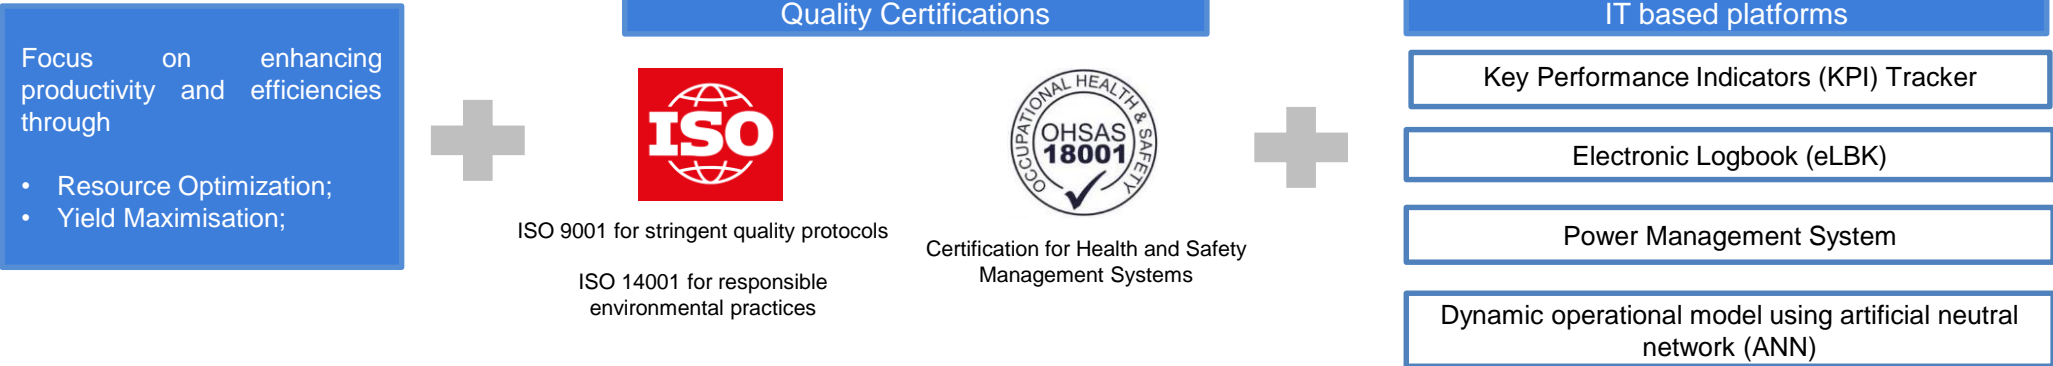 Focus on enhancing
productivity and efficiencies
through
• Resource Optimization;
• Yield Maximisation;
Quality Certifications
ISO
ISO 9001 for stringent quality protocols
ISO 14001 for responsible
environmental practices
OCCUPATIONAL HEALTH & SAFETY
OHSAS
18001
Certification for Health and Safety
Management Systems
IT based platforms
Key Performance Indicators (KPI) Tracker
Electronic Logbook (eLBK)
Power Management System
Dynamic operational model using artificial neutral
network (ANN)